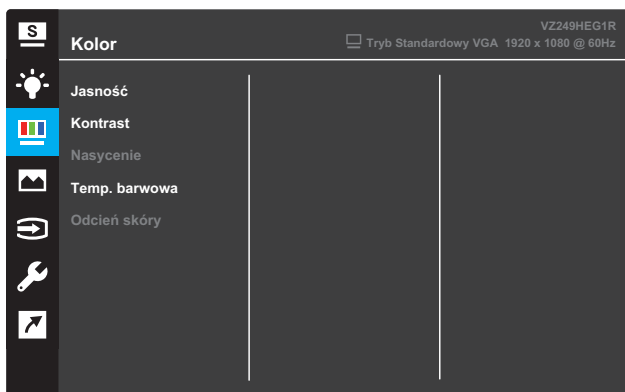 S
VZ249HEG1R
Kolor
Tryb Standardowy VGA 1920 x 1080 @ 60Hz
Jasność
Kontrast
Nasycenie
Temp. barwowa
Odcień skóry